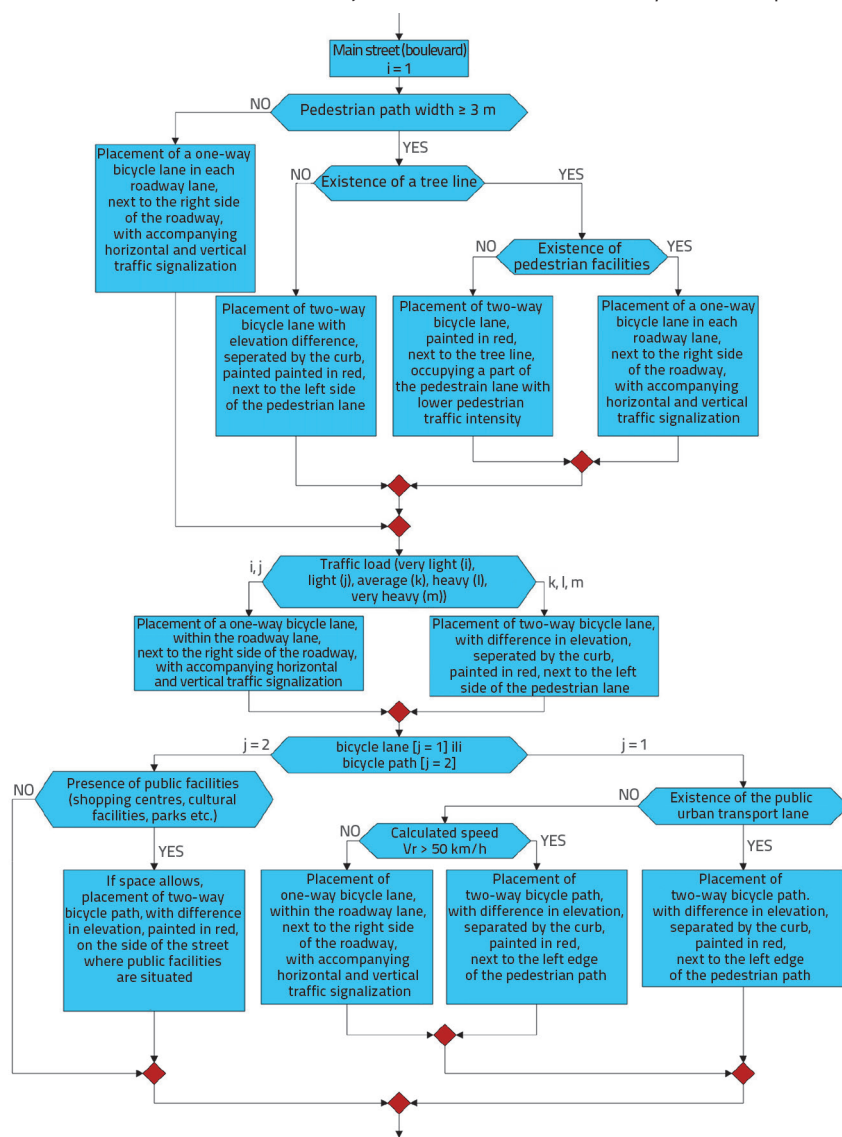 Main street (boulevard)
i = 1
Pedestrian path width ≥ 3 m
NO
YES
Placement of a one-way
bicycle lane in each
roadway lane,
next to the right side
of the roadway,
with accompanying
horizontal and vertical
traffic signalization
Existence of a tree line
NO
YES
Existence of
pedestrian facilities
NO
YES
Placement of two-way
bicycle lane with
elevation difference,
seperated by the curb,
painted painted in red,
next to the left side
of the pedestrian lane
Placement of two-way
bicycle lane,
painted in red,
next to the tree line,
occupying a part of
the pedestrain lane with
lower pedestrian
traffic intensity
Placement of a one-way
bicycle lane in each
roadway lane,
next to the right side
of the roadway,
with accompanying
horizontal and vertical
traffic signalization
Traffic load (very light (i),
light (j), average (k), heavy (l),
very heavy (m))
i, j
k, l, m
Placement of a one-way bicycle lane,
within the roadway lane,
next to the right side of the roadway,
with accompanying horizontal
and vertical traffic signalization
Placement of two-way bicycle lane,
with difference in elevation,
seperated by the curb,
painted in red, next to the left
side of the pedestrian lane
bicycle lane [j = 1] ili
bicycle path [j = 2]
j = 2
j = 1
Presence of public facilities
(shopping centres, cultural
facilities, parks etc.)
NO
YES
Existence of the public
urban transport lane
NO
YES
Calculated speed
Vr > 50 km/h
NO
YES
If space allows,
placement of two-way
bicycle path, with difference
in elevation, painted in red,
on the side of the street
where public facilities
are situated
Placement of
one-way bicycle lane,
within the roadway lane,
next to the right side
of the roadway,
with accompanying
horizontal and vertical
traffic signalization
Placement of
two-way bicycle path,
with difference in elevation,
separated by the curb,
painted in red,
next to the left edge
of the pedestrian path
Placement of
two-way bicycle path.
with difference in elevation,
separated by the curb,
painted in red,
next to the left edge
of the pedestrian path